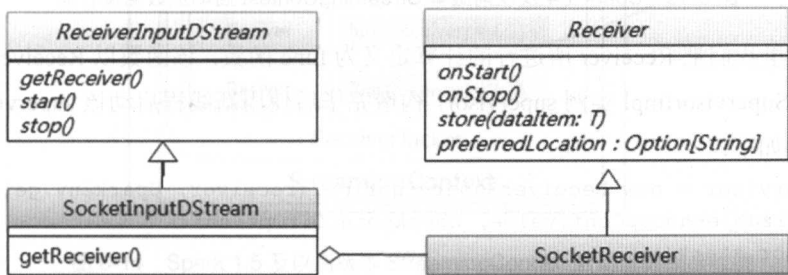 ReceiverInputDStream
getReceiver()
start()
stop()
SocketInputDStream
getReceiver()
Receiver
onStart()
onStop()
store(dataItem: T)
preferredLocation : Option[String]
SocketReceiver